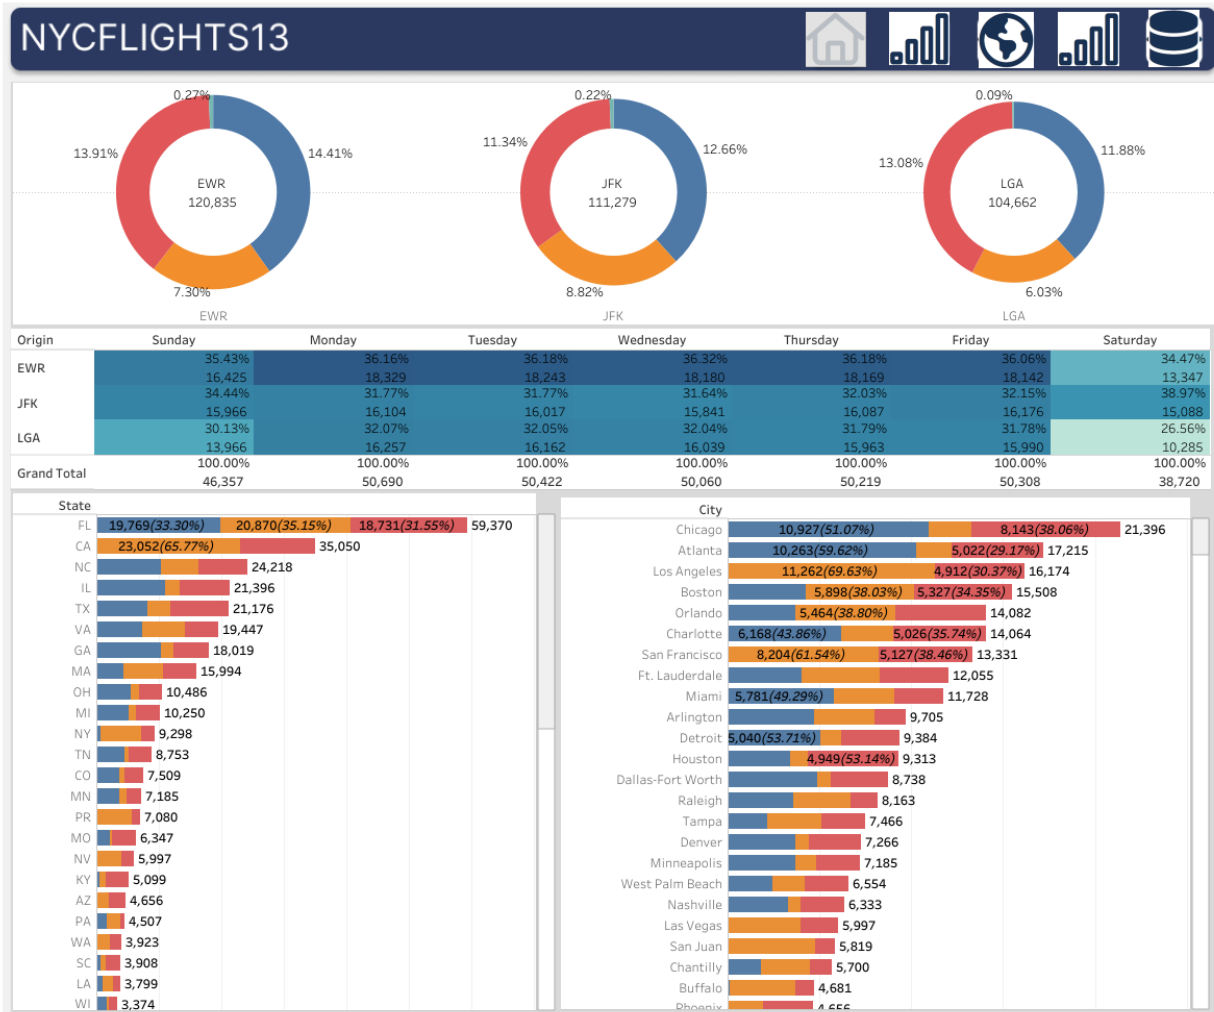 NYCFLIGHTS13
0.27%
0.22%
0.09%
13.91%
14.41%
11.34%
12.66%
13.08%
11.88%
EWR
120,835
JFK
111,279
LGA
104,662
7.30%
8.82%
6.03%
EWR
JFK
LGA
Origin Sunday Monday Tuesday Wednesday Thursday Friday Saturday
EWR
35.43% 36.16% 36.18% 36.32% 36.18% 36.06% 34.47%
16,425 18,329 18,243 18,180 18,169 18,142 13,347
JFK
34.44% 31.77% 31.77% 31.64% 32.03% 32.15% 38.97%
15,966 16,104 16,017 15,841 16,087 16,176 15,088
LGA
30.13% 32.07% 32.05% 32.04% 31.79% 31.78% 26.56%
13,966 16,257 16,162 16,039 15,963 15,990 10,285
Grand Total
100.00% 100.00% 100.00% 100.00% 100.00% 100.00% 100.00%
46,357 50,690 50,422 50,060 50,219 50,308 38,720
State
FL 19,769(33.30%) 20,870(35.15%) 18,731(31.55%) 59,370
CA 23,052(65.77%) 35,050
NC 24,218
IL 21,396
TX 21,176
VA 19,447
GA 18,019
MA 15,994
OH 10,486
MI 10,250
NY 9,298
TN 8,753
CO 7,509
MN 7,185
PR 7,080
MO 6,347
NV 5,997
KY 5,099
AZ 4,656
PA 4,507
WA 3,923
SC 3,908
LA 3,799
WI 3,374
City
Chicago 10,927(51.07%) 8,143(38.06%) 21,396
Atlanta 10,263(59.62%) 5,022(29.17%) 17,215
Los Angeles 11,262(69.63%) 4,912(30.37%) 16,174
Boston 5,898(38.03%) 5,327(34.35%) 15,508
Orlando 5,464(38.80%) 14,082
Charlotte 6,168(43.86%) 5,026(35.74%) 14,064
San Francisco 8,204(61.54%) 5,127(38.46%) 13,331
Ft. Lauderdale 12,055
Miami 5,781(49.29%) 11,728
Arlington 9,705
Detroit 5,040(53.71%) 9,384
Houston 4,949(53.14%) 9,313
Dallas-Fort Worth 8,738
Raleigh 8,163
Tampa 7,466
Denver 7,266
Minneapolis 7,185
West Palm Beach 6,554
Nashville 6,333
Las Vegas 5,997
San Juan 5,819
Chantilly 5,700
Buffalo 4,681
Phoenix 4,656